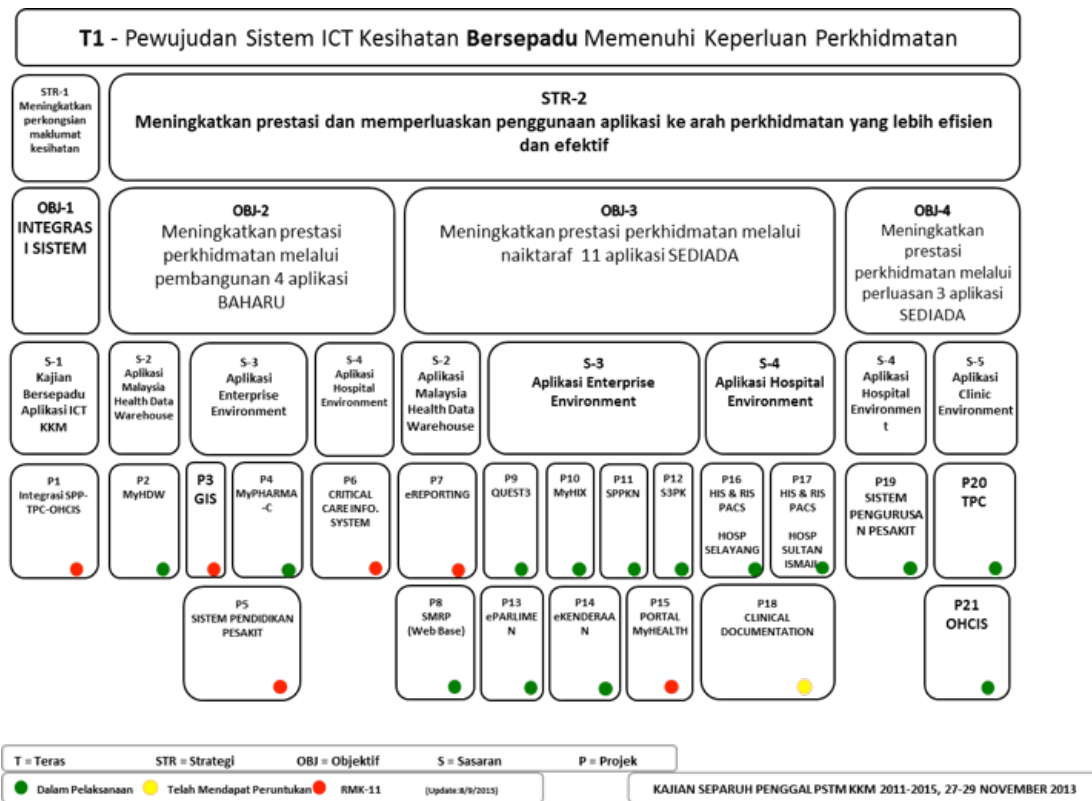 T1 - Pewujudan Sistem ICT Kesihatan Bersepadu Memenuhi Keperluan Perkhidmatan
STR-1
Meningkatkan
perkongsian
maklumat
kesihatan
STR-2
Meningkatkan prestasi dan memperluaskan penggunaan aplikasi ke arah perkhidmatan yang lebih efisien
dan efektif
OBJ-1
INTEGRAS
I SISTEM
OBJ-2
Meningkatkan prestasi
perkhidmatan melalui
pembangunan 4 aplikasi
BAHARU
OBJ-3
Meningkatkan prestasi perkhidmatan melalui
naiktaraf 11 aplikasi SEDIADA
OBJ-4
Meningkatkan
prestasi
perkhidmatan melalui
perluasan 3 aplikasi
SEDIADA
S-1
Kajian
Bersepadu
Aplikasi ICT
KKM
S-2
Aplikasi
Malaysia
Health Data
Warehouse
S-3
Aplikasi
Enterprise
Environment
S-4
Aplikasi
Hospital
Environment
S-2
Aplikasi
Malaysia
Health Data
Warehouse
S-3
Aplikasi Enterprise
Environment
S-4
Aplikasi Hospital
Environment
S-4
Aplikasi
Hospital
Environmen
t
S-5
Aplikasi
Clinic
Environment
P1
Integrasi SPP-
TPC-OHCIS
P2
MyHDW
P3
GIS
P4
MyPHARMA
-C
P6
CRITICAL
CARE INFO.
SYSTEM
P7
eREPORTING
P9
QUEST3
P10
MyHIX
P11
SPPKN
P12
S3PK
P16
HIS & RIS
PACS
HOSP
SELAYANG
P17
HIS & RIS
PACS
HOSP
SULTAN
ISMAIL
P19
SISTEM
PENGURUSA
N PESAKIT
P20
TPC
P5
SISTEM PENDIDIKAN
PESAKIT
P8
SMRP
(Web Base)
P13
ePARLIME
N
P14
eKENDERAA
N
P15
PORTAL
MyHEALTH
P18
CLINICAL
DOCUMENTATION
P21
OHCIS
T = Teras STR = Strategi OBJ = Objektif S = Sasaran P = Projek
Dalam Pelaksanaan Telah Mendapat Peruntukan RMK-11 (Update:8/9/2015)
KAJIAN SEPARUH PENGGAL PSTM KKM 2011-2015, 27-29 NOVEMBER 2013